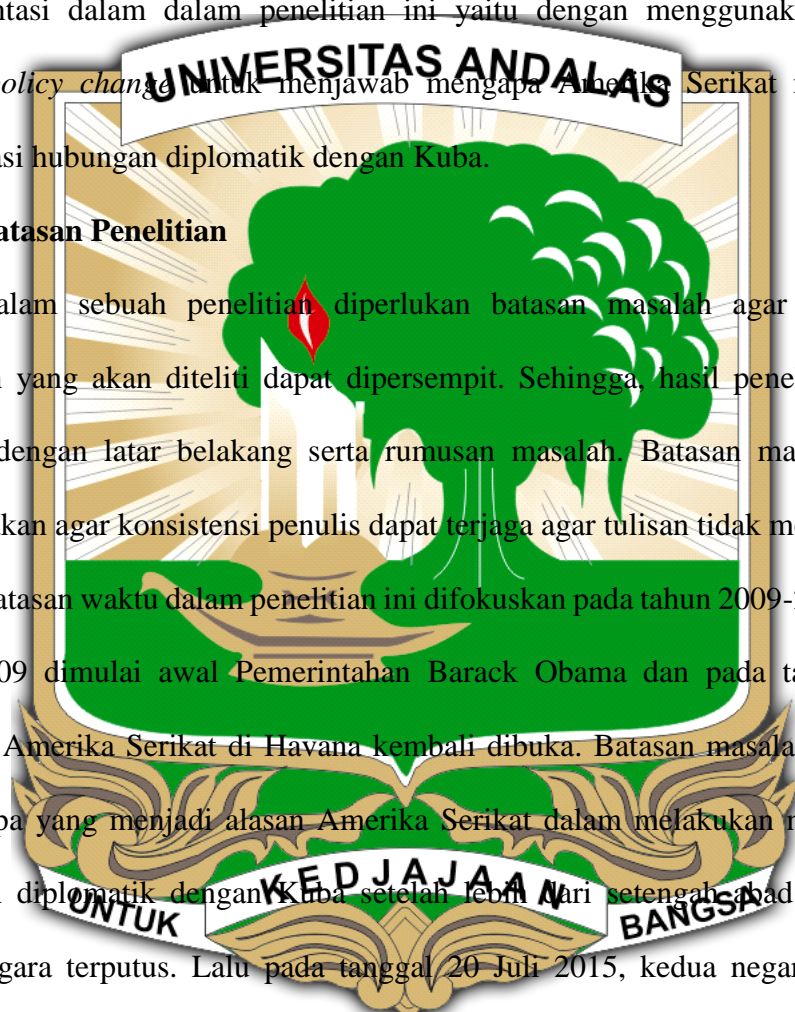 ntasi dalam dalam penelitian ini yaitu dengan menggunak
UNIVERSITAS ANDALAS
olicy change untuk menjawab mengapa Amerika Serikat
asi hubungan diplomatik dengan Kuba.
atasan Penelitian
alam sebuah penelitian diperlukan batasan masalah agar
yang akan diteliti dapat dipersempit. Sehingga, hasil pene
dengan latar belakang serta rumusan masalah. Batasan ma
kan agar konsistensi penulis dapat terjaga agar tulisan tidak me
atasan waktu dalam penelitian ini difokuskan pada tahun 2009-
09 dimulai awal Pemerintahan Barack Obama dan pada ta
Amerika Serikat di Havana kembali dibuka. Batasan masala
pa yang menjadi alasan Amerika Serikat dalam melakukan
diplomatik dengan Kuba setelah lebih dari setengah abad
UNTUK KEDJAJAAN BANGSA
gara terputus. Lalu pada tanggal 20 Juli 2015, kedua negar